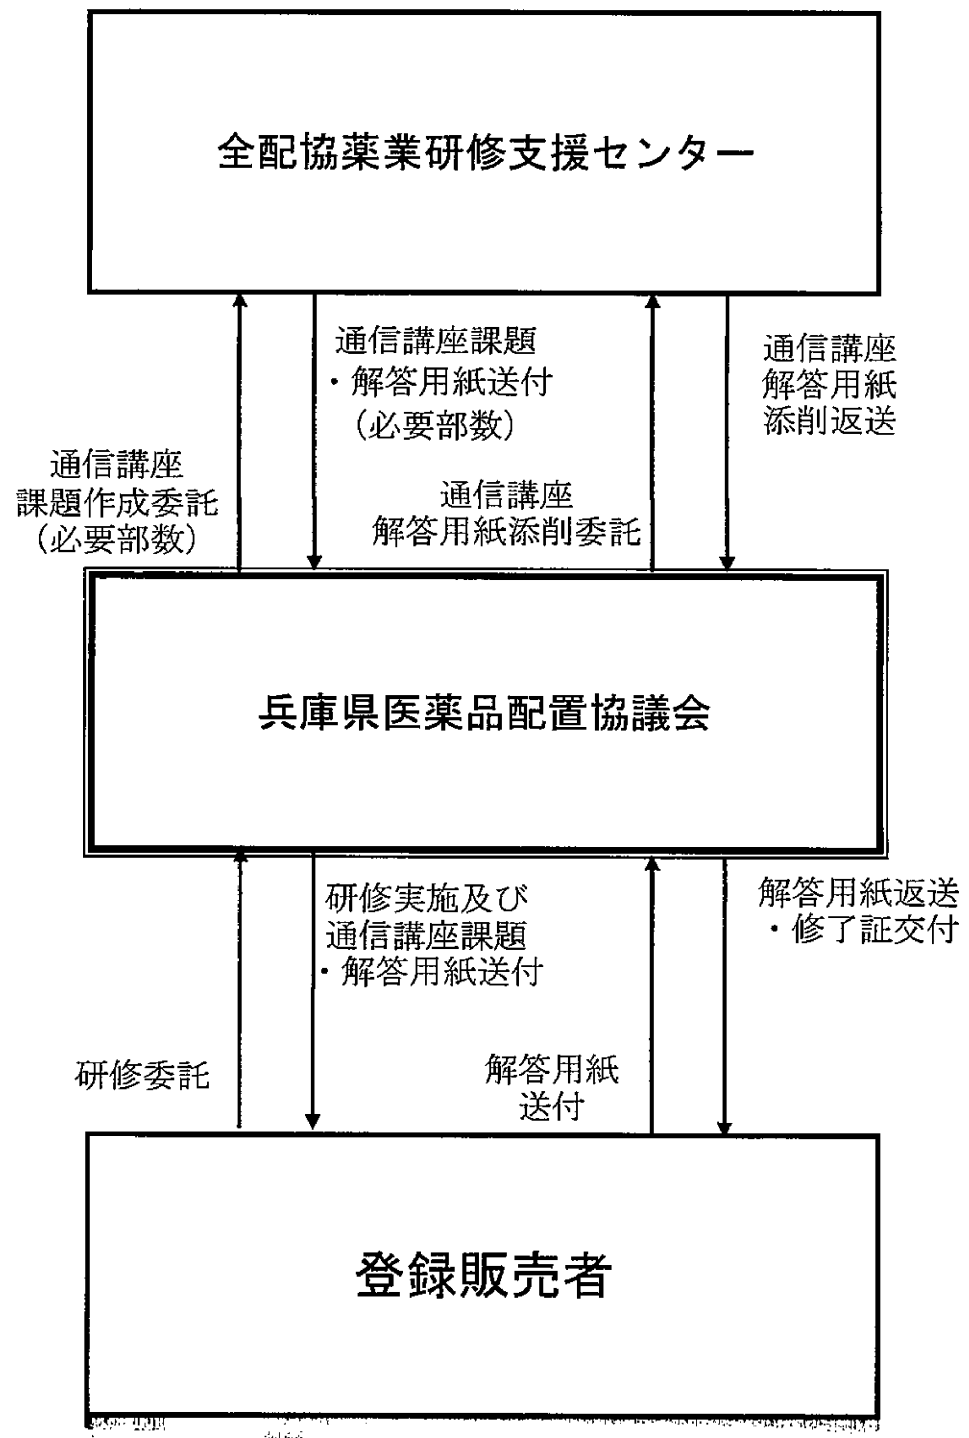 全配協薬業研修支援センター
通信講座課題
・解答用紙送付
（必要部数）
通信講座
解答用紙
添削返送
通信講座
課題作成委託
（必要部数）
通信講座
解答用紙添削委託
兵庫県医薬品配置協議会
研修実施及び
通信講座課題
・解答用紙送付
解答用紙返送
・修了証交付
研修委託
解答用紙
送付
登録販売者